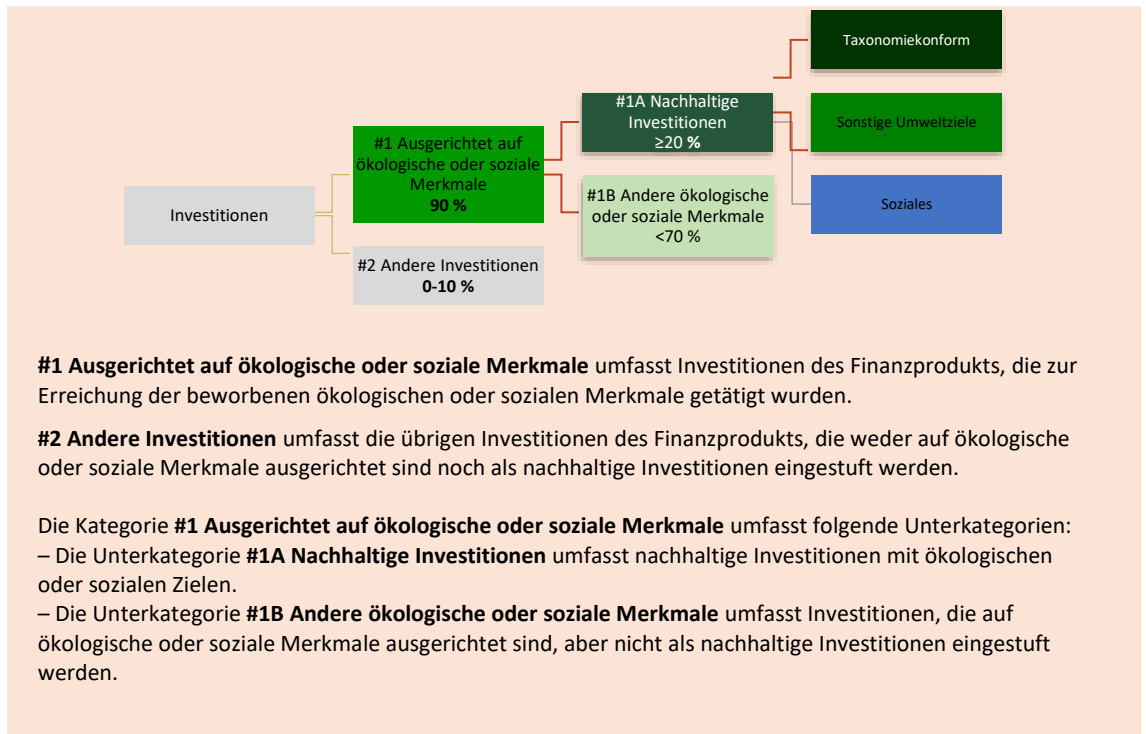 Taxonomiekonform
#1A Nachhaltige
Investitionen
≥20 %
Sonstige Umweltziele
#1 Ausgerichtet auf
ökologische oder soziale
Merkmale
90 %
#1B Andere ökologische
oder soziale Merkmale
<70 %
Soziales
Investitionen
#2 Andere Investitionen
0-10 %
#1 Ausgerichtet auf ökologische oder soziale Merkmale umfasst Investitionen des Finanzprodukts, die zur
Erreichung der beworbenen ökologischen oder sozialen Merkmale getätigt wurden.
#2 Andere Investitionen umfasst die übrigen Investitionen des Finanzprodukts, die weder auf ökologische
oder soziale Merkmale ausgerichtet sind noch als nachhaltige Investitionen eingestuft werden.
Die Kategorie #1 Ausgerichtet auf ökologische oder soziale Merkmale umfasst folgende Unterkategorien:
– Die Unterkategorie #1A Nachhaltige Investitionen umfasst nachhaltige Investitionen mit ökologischen
oder sozialen Zielen.
– Die Unterkategorie #1B Andere ökologische oder soziale Merkmale umfasst Investitionen, die auf
ökologische oder soziale Merkmale ausgerichtet sind, aber nicht als nachhaltige Investitionen eingestuft
werden.